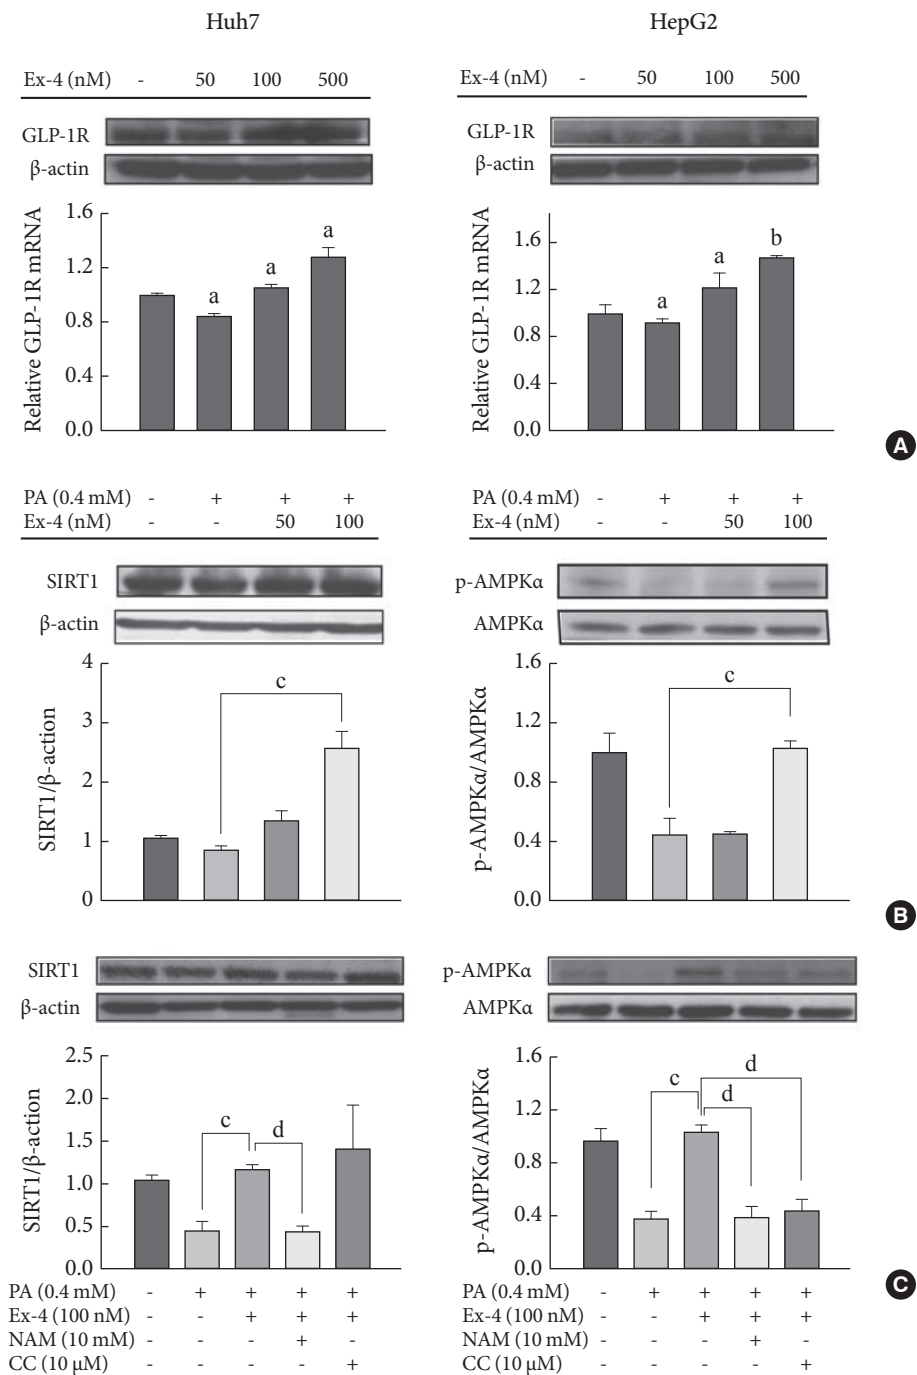 Huh7
HepG2
Ex-4 (nM) - 50 100 500
GLP-1R
β-actin
Relative GLP-1R mRNA
1.6
1.2
0.8
0.4
0.0
a
a
a
Ex-4 (nM) - 50 100 500
GLP-1R
β-actin
Relative GLP-1R mRNA
1.6
1.2
0.8
0.4
0.0
a
a
b
A
PA (0.4 mM) - + + +
Ex-4 (nM) - - 50 100
SIRT1
β-actin
SIRT1/β-action
4
3
2
1
0
c
PA (0.4 mM) - + + +
Ex-4 (nM) - - 50 100
p-AMPKα
AMPKα
p-AMPKα/AMPKα
1.6
1.2
0.8
0.4
0.0
c
B
SIRT1
β-actin
SIRT1/β-action
2.5
2.0
1.5
1.0
0.5
0.0
c
d
PA (0.4 mM) - + + + +
Ex-4 (100 nM) - - + + +
NAM (10 mM) - - - + -
CC (10 μM) - - - - +
p-AMPKα
AMPKα
p-AMPKα/AMPKα
1.6
1.2
0.8
0.4
0.0
c
d
d
PA (0.4 mM) - + + + +
Ex-4 (100 nM) - - + + +
NAM (10 mM) - - - + -
CC (10 μM) - - - - +
C